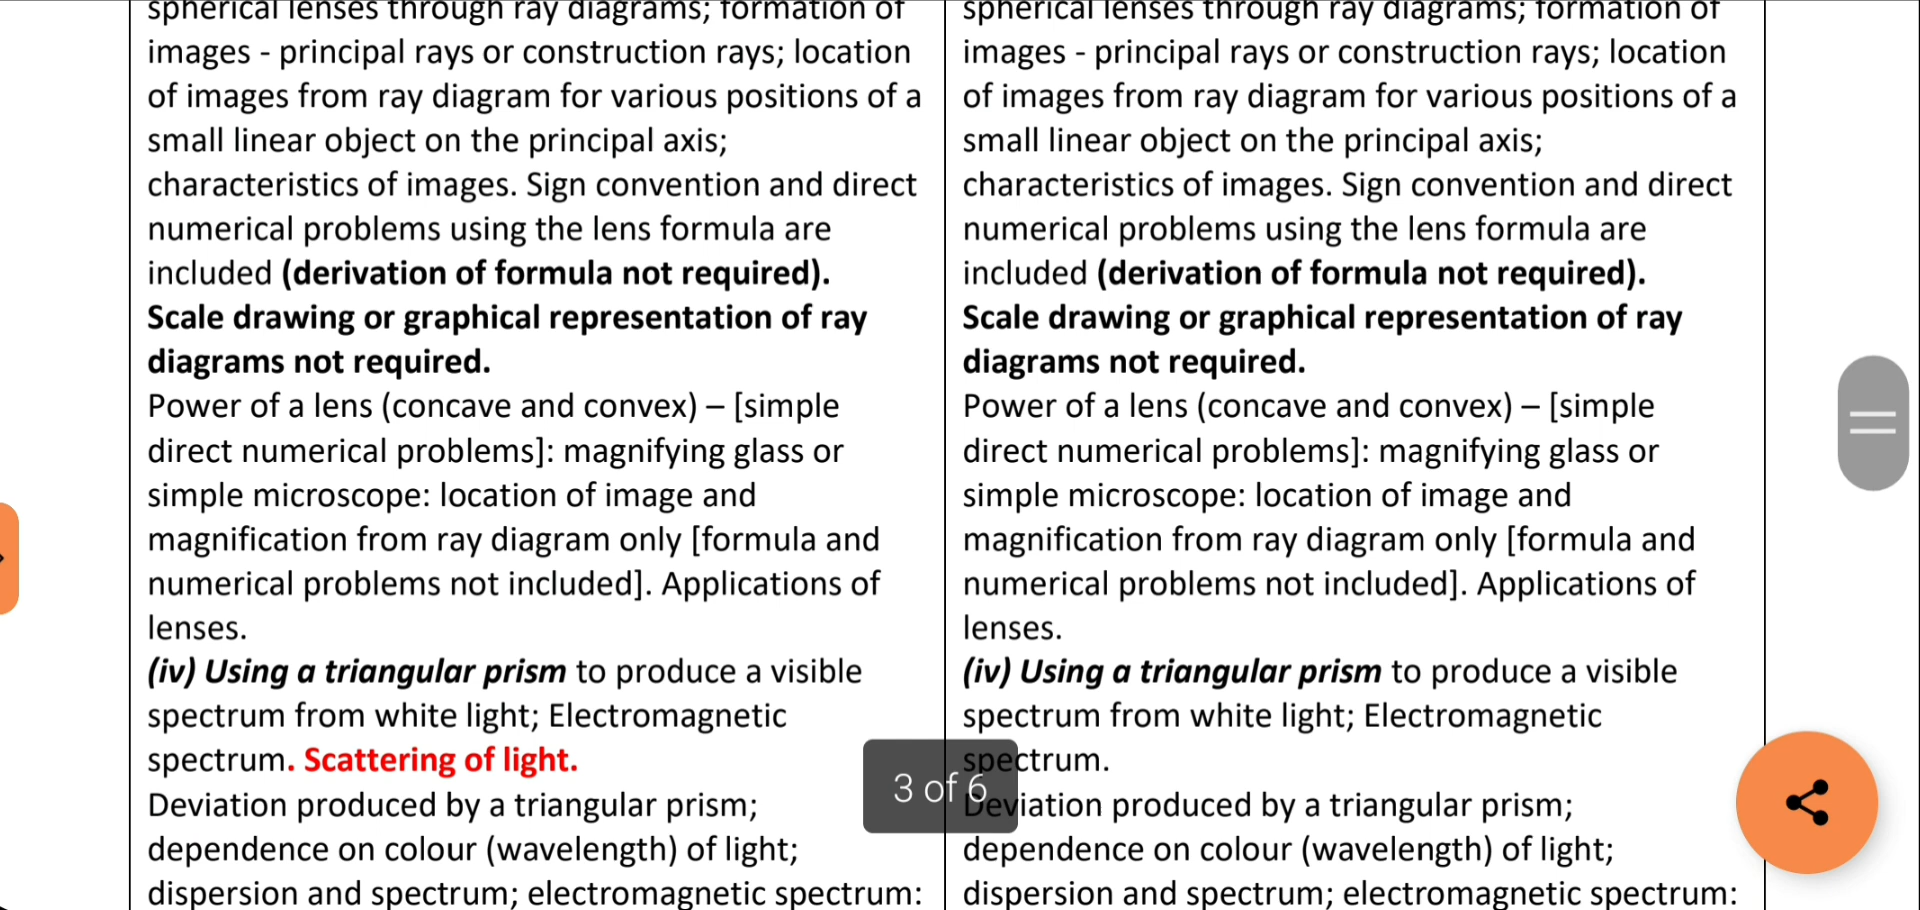 spherical lenses through ray diagrams; formation of
images - principal rays or construction rays; location
of images from ray diagram for various positions of a
small linear object on the principal axis;
characteristics of images. Sign convention and direct
numerical problems using the lens formula are
included (derivation of formula not required).
Scale drawing or graphical representation of ray
diagrams not required.
Power of a lens (concave and convex) – [simple
direct numerical problems]: magnifying glass or
simple microscope: location of image and
magnification from ray diagram only [formula and
numerical problems not included]. Applications of
lenses.
(iv) Using a triangular prism to produce a visible
spectrum from white light; Electromagnetic
spectrum. Scattering of light.
Deviation produced by a triangular prism;
dependence on colour (wavelength) of light;
dispersion and spectrum; electromagnetic spectrum:
spherical lenses through ray diagrams; formation of
images - principal rays or construction rays; location
of images from ray diagram for various positions of a
small linear object on the principal axis;
characteristics of images. Sign convention and direct
numerical problems using the lens formula are
included (derivation of formula not required).
Scale drawing or graphical representation of ray
diagrams not required.
Power of a lens (concave and convex) – [simple
direct numerical problems]: magnifying glass or
simple microscope: location of image and
magnification from ray diagram only [formula and
numerical problems not included]. Applications of
lenses.
(iv) Using a triangular prism to produce a visible
spectrum from white light; Electromagnetic
spectrum.
Deviation produced by a triangular prism;
dependence on colour (wavelength) of light;
dispersion and spectrum; electromagnetic spectrum:
3 of 6